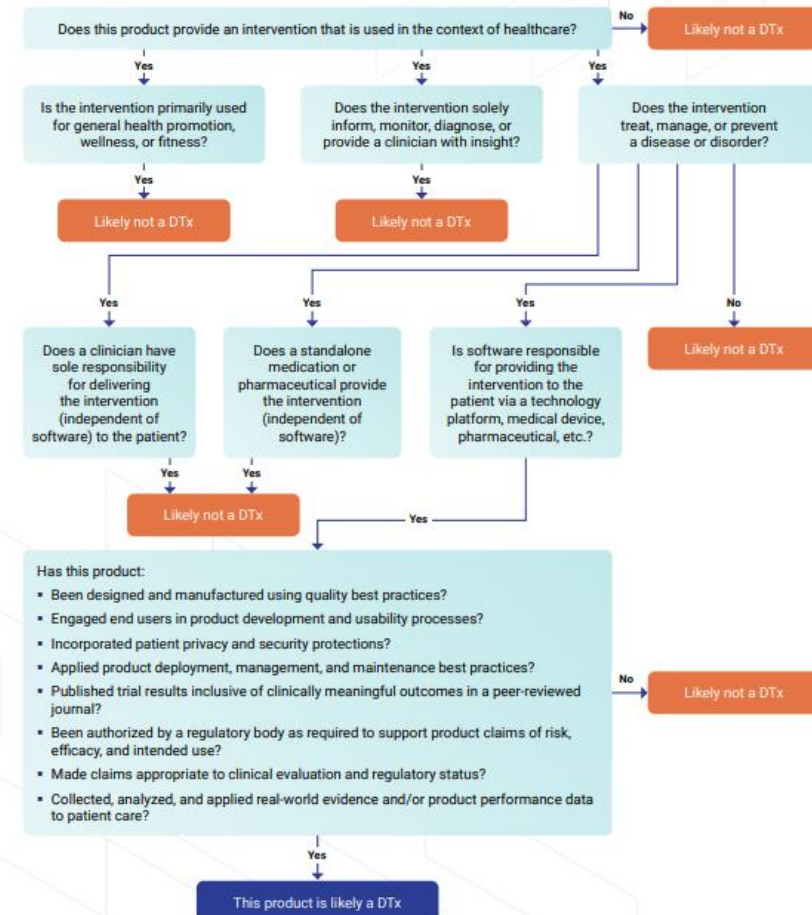 Does this product provide an intervention that is used in the context of healthcare?
No
Likely not a DTx
Yes
Yes
Yes
Is the intervention primarily used
for general health promotion,
wellness, or fitness?
Does the intervention solely
inform, monitor, diagnose, or
provide a clinician with insight?
Does the intervention
treat, manage, or prevent
a disease or disorder?
Yes
Yes
Likely not a DTx
Likely not a DTx
Yes
Yes
Yes
No
Does a clinician have
sole responsibility
for delivering
the intervention
(independent of
software) to the patient?
Does a standalone
medication or
pharmaceutical provide
the intervention
(independent of
software)?
Is software responsible
for providing the
intervention to the
patient via a technology
platform, medical device,
pharmaceutical, etc.?
Likely not a DTx
Yes
Yes
Likely not a DTx
Yes
Has this product:
▪ Been designed and manufactured using quality best practices?
▪ Engaged end users in product development and usability processes?
▪ Incorporated patient privacy and security protections?
▪ Applied product deployment, management, and maintenance best practices?
▪ Published trial results inclusive of clinically meaningful outcomes in a peer-reviewed
journal?
▪ Been authorized by a regulatory body as required to support product claims of risk,
efficacy, and intended use?
▪ Made claims appropriate to clinical evaluation and regulatory status?
▪ Collected, analyzed, and applied real-world evidence and/or product performance data
to patient care?
No
Likely not a DTx
Yes
This product is likely a DTx